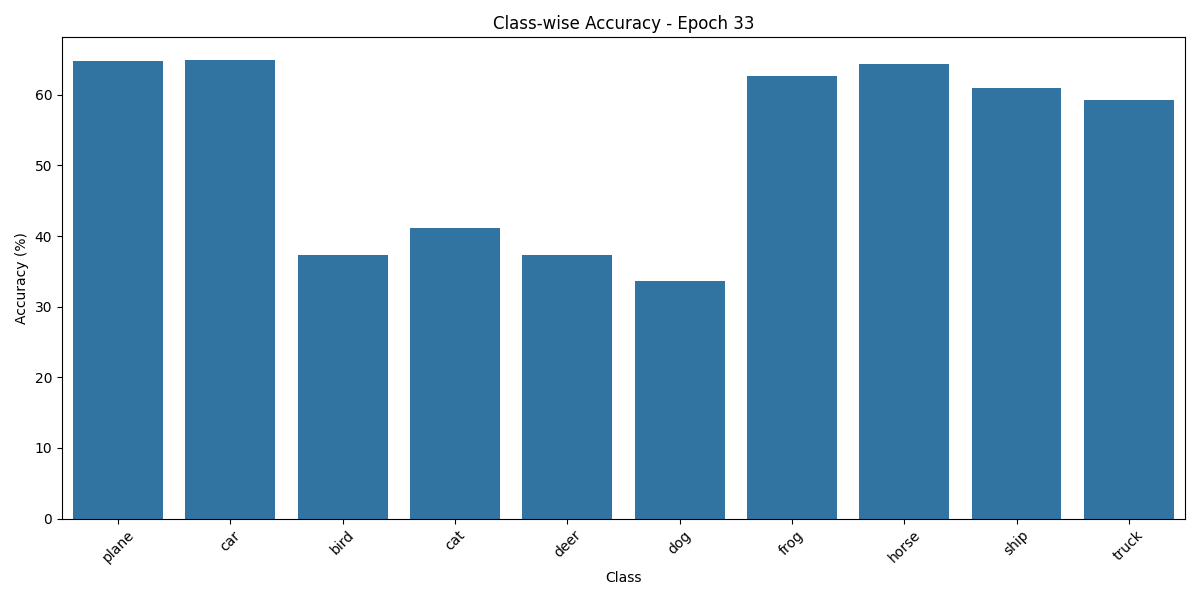 Class-wise Accuracy - Epoch 33
Accuracy (%)
60
50
40
30
20
10
0
plane car bird cat deer dog frog horse ship truck
Class